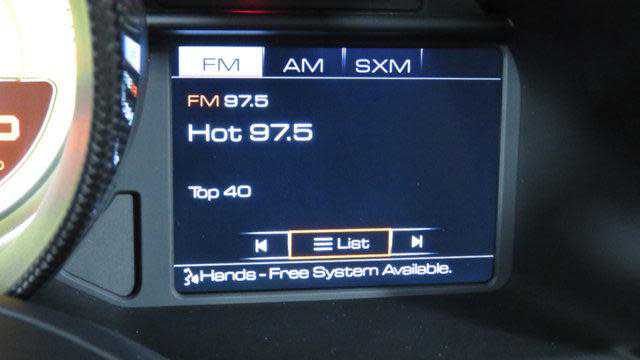 FM AM SXM
FM 97.5
Hot 97.5
Top 40
List
Hands-Free System Available.